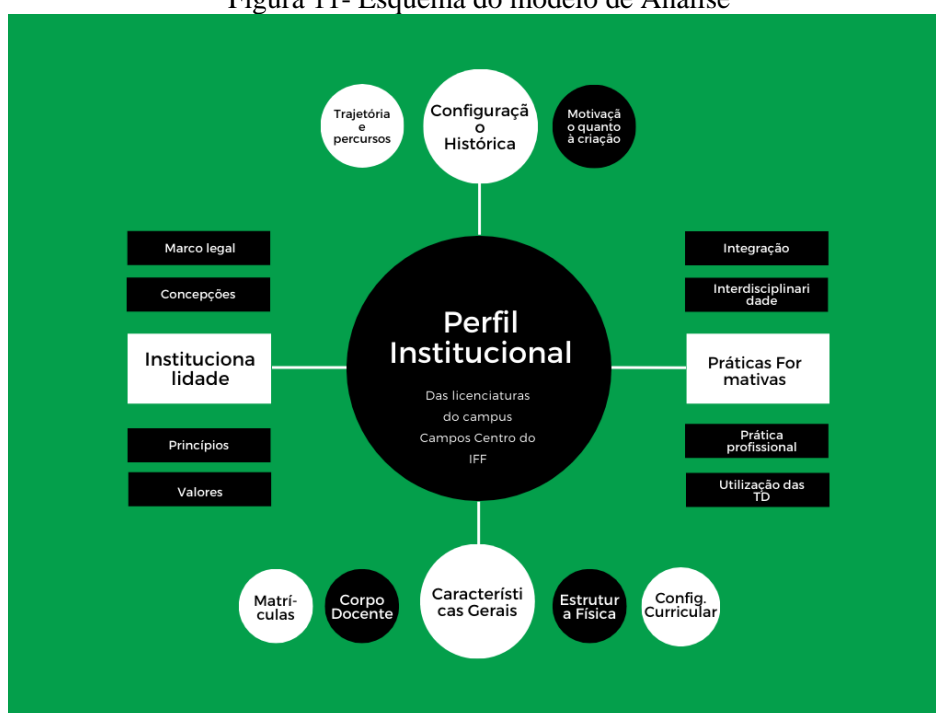 Figura 11- Esquema do modelo de Análise
Trajetória
e
percursos
Configuraçã
o
Histórica
Motivaçã
o quanto
à criação
Marco legal
Concepções
Instituciona
lidade
Princípios
Valores
Perfil
Institucional
Das licenciaturas
do campus
Campos Centro do
IFF
Integração
Interdisciplinari
dade
Práticas For
mativas
Prática
profissional
Utilização das
TD
Matrí-
culas
Corpo
Docente
Característi
cas Gerais
Estrutur
a Física
Config.
Curricular